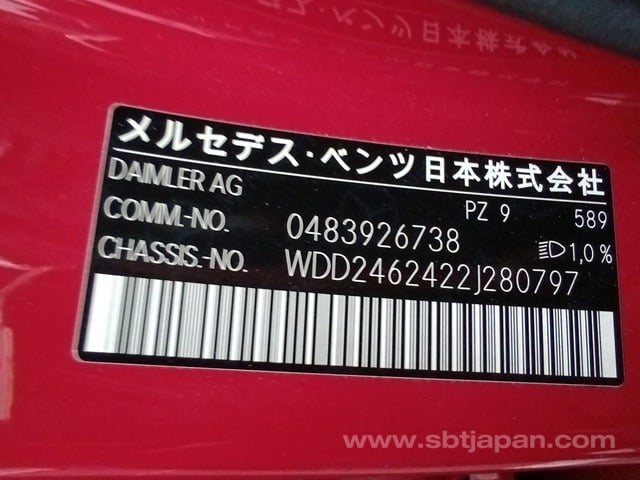 メルセデス・ベンツ日本株式会社
DAIMLER AG
PZ 9 589
COMM.-NO. 0483926738
1,0 %
CHASSIS.-NO. WDD2462422J280797
www.sbtjapan.com